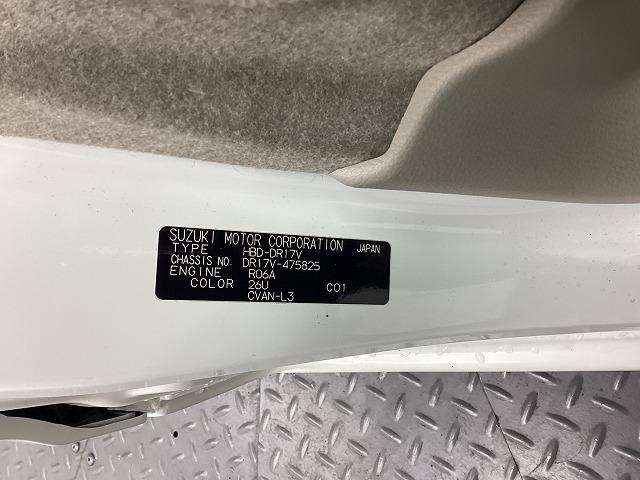 SUZUKI MOTOR CORPORATION JAPAN
TYPE HBD-DR17V
CHASSIS NO. DR17V-475825
ENGINE R06A
COLOR 26U C01
CVAN-L3